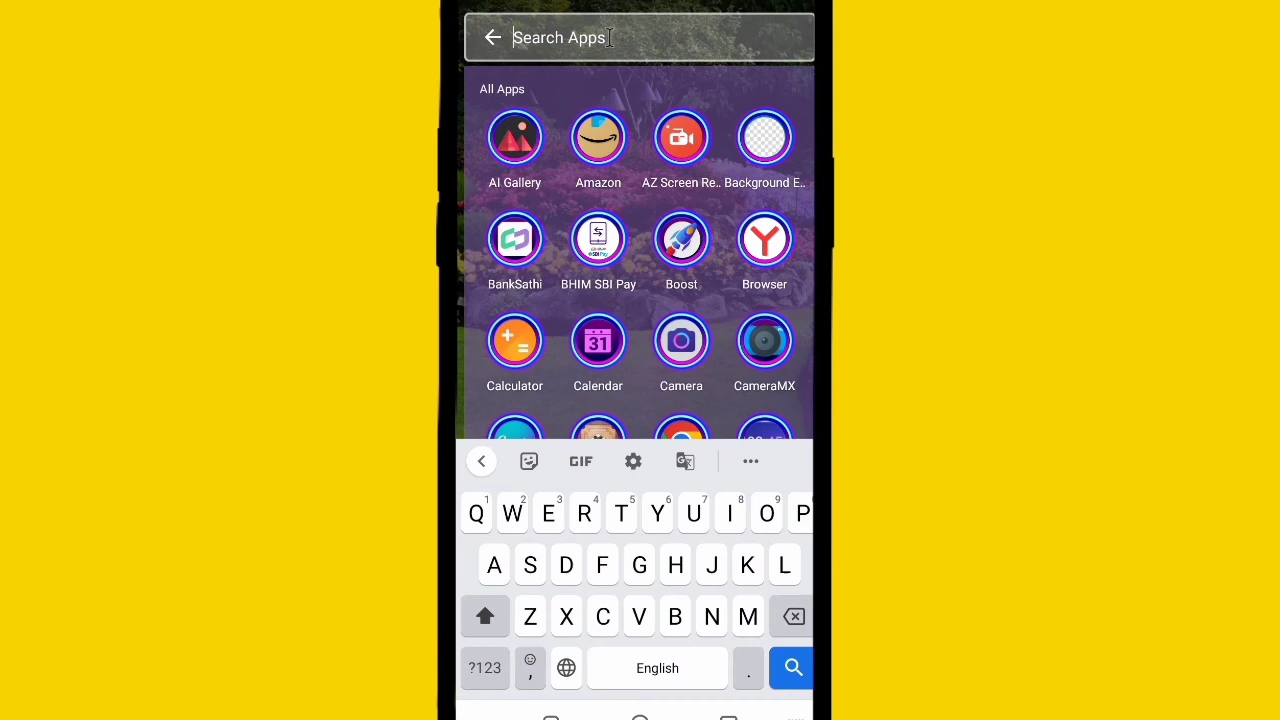 Search Apps
All Apps
AI Gallery Amazon AZ Screen Re.. Background E..
BankSathi BHIM SBI Pay Boost Browser
31
Calculator Calendar Camera CameraMX
GIF
1 2 3 4 5 6 7 8 9
Q W E R T Y U I O P
A S D F G H J K L
Z X C V B N M
?123 , English .